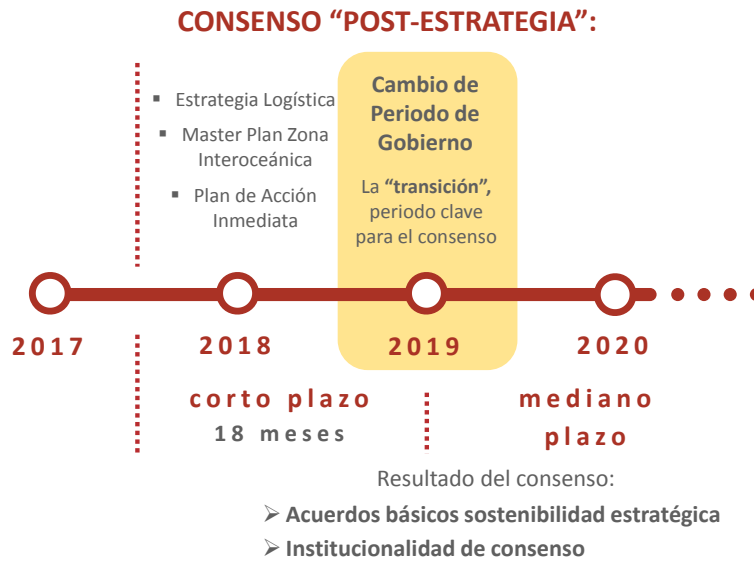 CONSENSO “POST-ESTRATEGIA”:
▪ Estrategia Logística
▪ Master Plan Zona
Interoceánica
▪ Plan de Acción
Inmediata
Cambio de
Periodo de
Gobierno
La “transición”,
periodo clave
para el consenso
2017
2018
2019
2020
corto plazo
18 meses
mediano
plazo
Resultado del consenso:
➢ Acuerdos básicos sostenibilidad estratégica
➢ Institucionalidad de consenso